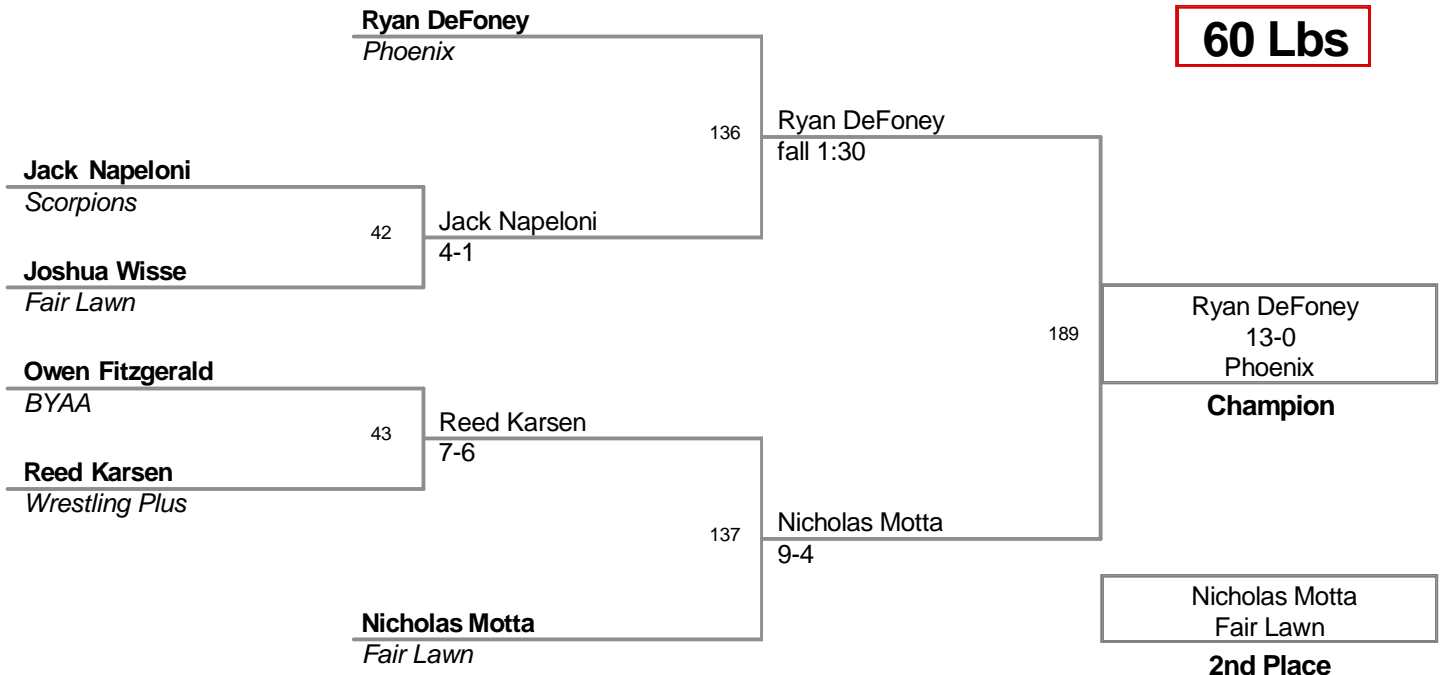 Ryan DeFoney
Phoenix
60 Lbs
136
Ryan DeFoney
fall 1:30
Jack Napeloni
Scorpions
42
Jack Napeloni
4-1
Joshua Wisse
Fair Lawn
189
Ryan DeFoney
13-0
Phoenix
Champion
Owen Fitzgerald
BYAA
43
Reed Karsen
7-6
Reed Karsen
Wrestling Plus
137
Nicholas Motta
9-4
Nicholas Motta
Fair Lawn
Nicholas Motta
Fair Lawn
2nd Place